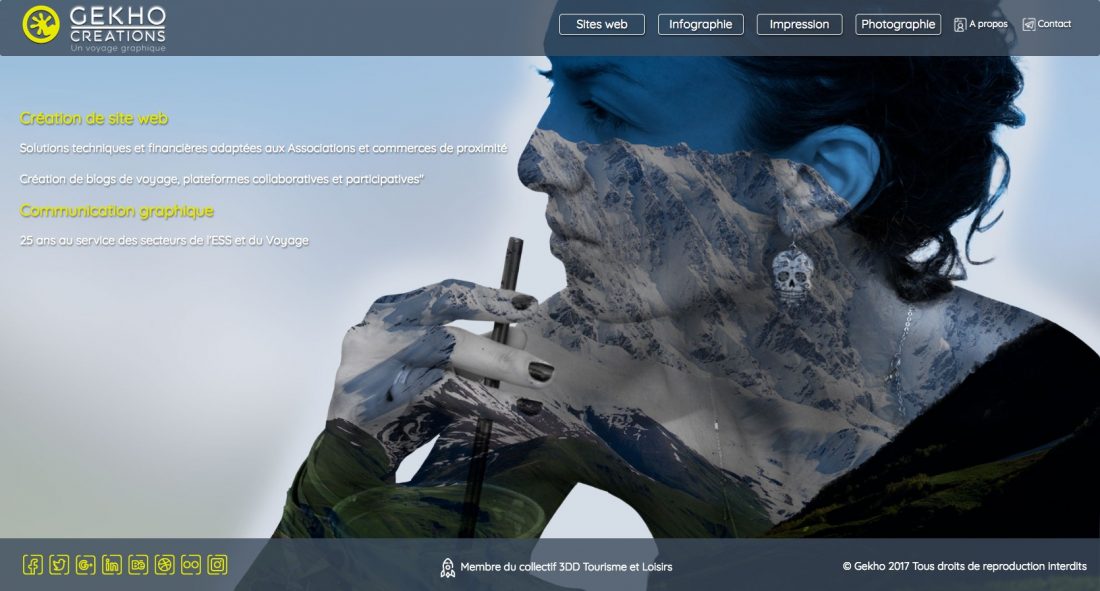 GEKHO
CREATIONS
Un voyage graphique
Sites web
Infographie
Impression
Photographie
A propos
Contact
Création de site web
Solutions techniques et financières adaptées aux Associations et commerces de proximité
Création de blogs de voyage, plateformes collaboratives et participatives"
Communication graphique
25 ans au service des secteurs de l'ESS et du Voyage
Membre du collectif 3DD Tourisme et Loisirs
© Gekho 2017 Tous droits de reproduction interdits